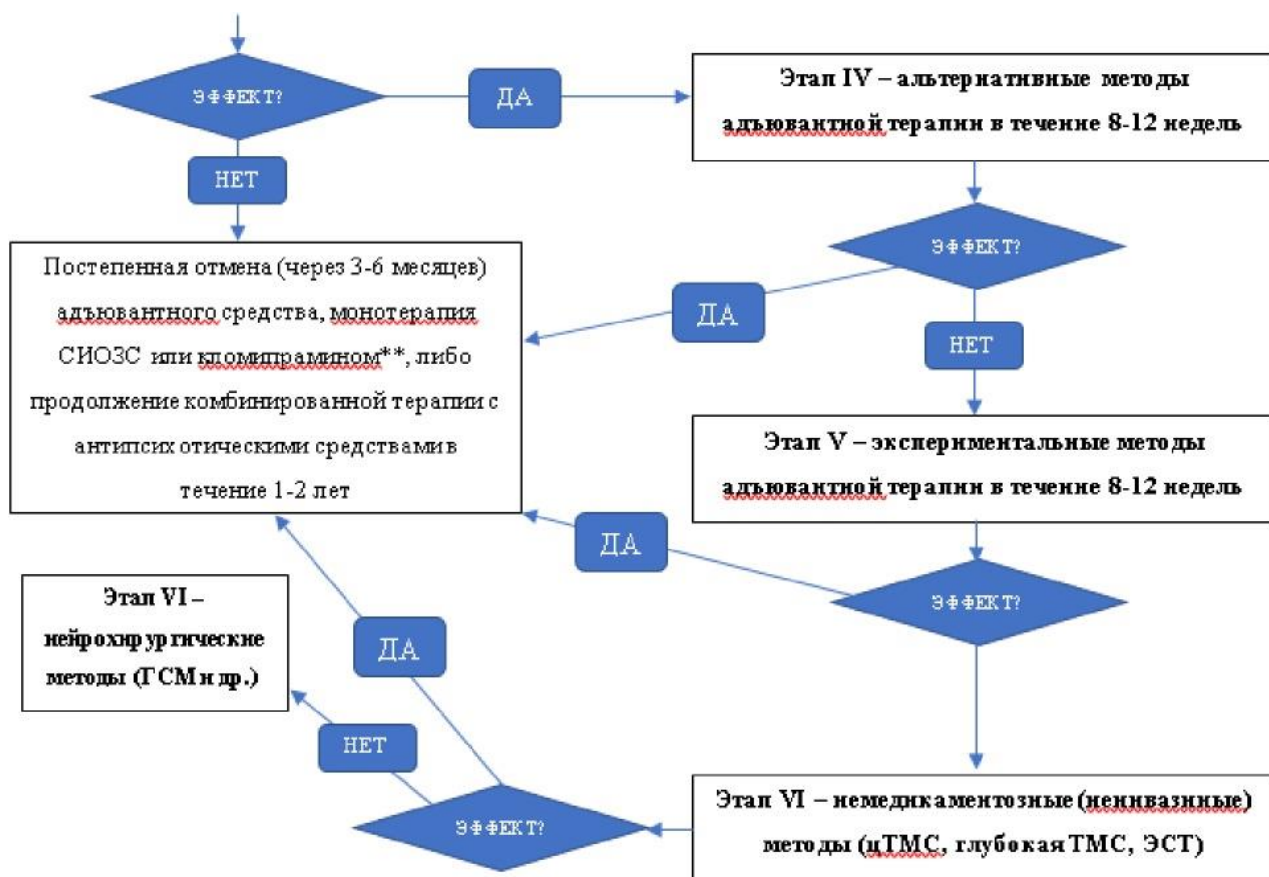 ЭФФЕКТ?
ДА
Этап IV – альтернативные методы
адъювантной терапии в течение 8-12 недель
НЕТ
ЭФФЕКТ?
Постепенная отмена (через 3-6 месяцев)
адъювантного средства, монотерапия
СИОЗС или кломипрамином**, либо
продолжение комбинированной терапии с
антипсих отическими средствами в
течение 1-2 лет
ДА
НЕТ
Этап V – экспериментальные методы
адъювантной терапии в течение 8-12 недель
ДА
ЭФФЕКТ?
Этап VI –
нейрохирургические
методы (ГСМ и др.)
ДА
НЕТ
ЭФФЕКТ?
Этап VI – немедикаментозные (неинвазинные)
методы (цТМС, глубокая ТМС, ЭСТ)